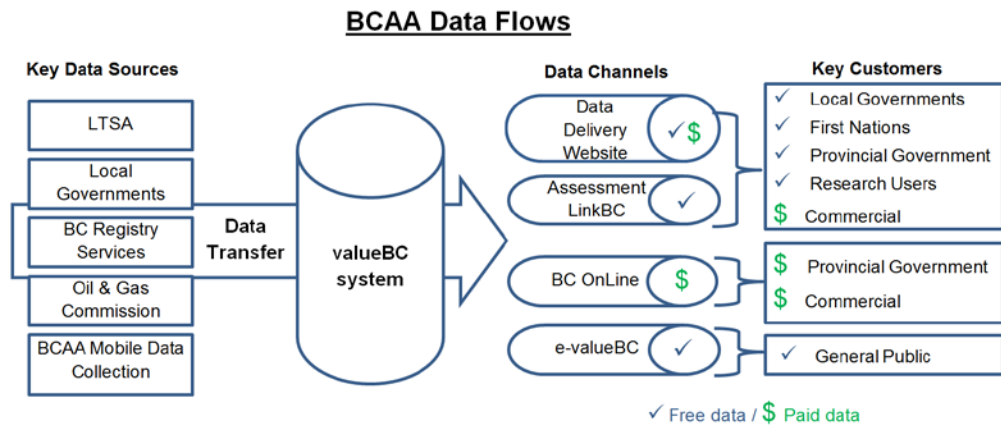 BCAA Data Flows
Key Data Sources
LTSA
Local
Governments
BC Registry
Services
Oil & Gas
Commission
BCAA Mobile Data
Collection
Data
Transfer
valueBC
system
Data Channels
Data
Delivery
Website
✓ $
Assessment
LinkBC
✓
BC OnLine
$
e-valueBC
✓
Key Customers
✓ Local Governments
✓ First Nations
✓ Provincial Government
✓ Research Users
$ Commercial
$ Provincial Government
$ Commercial
✓ General Public
✓ Free data / $ Paid data